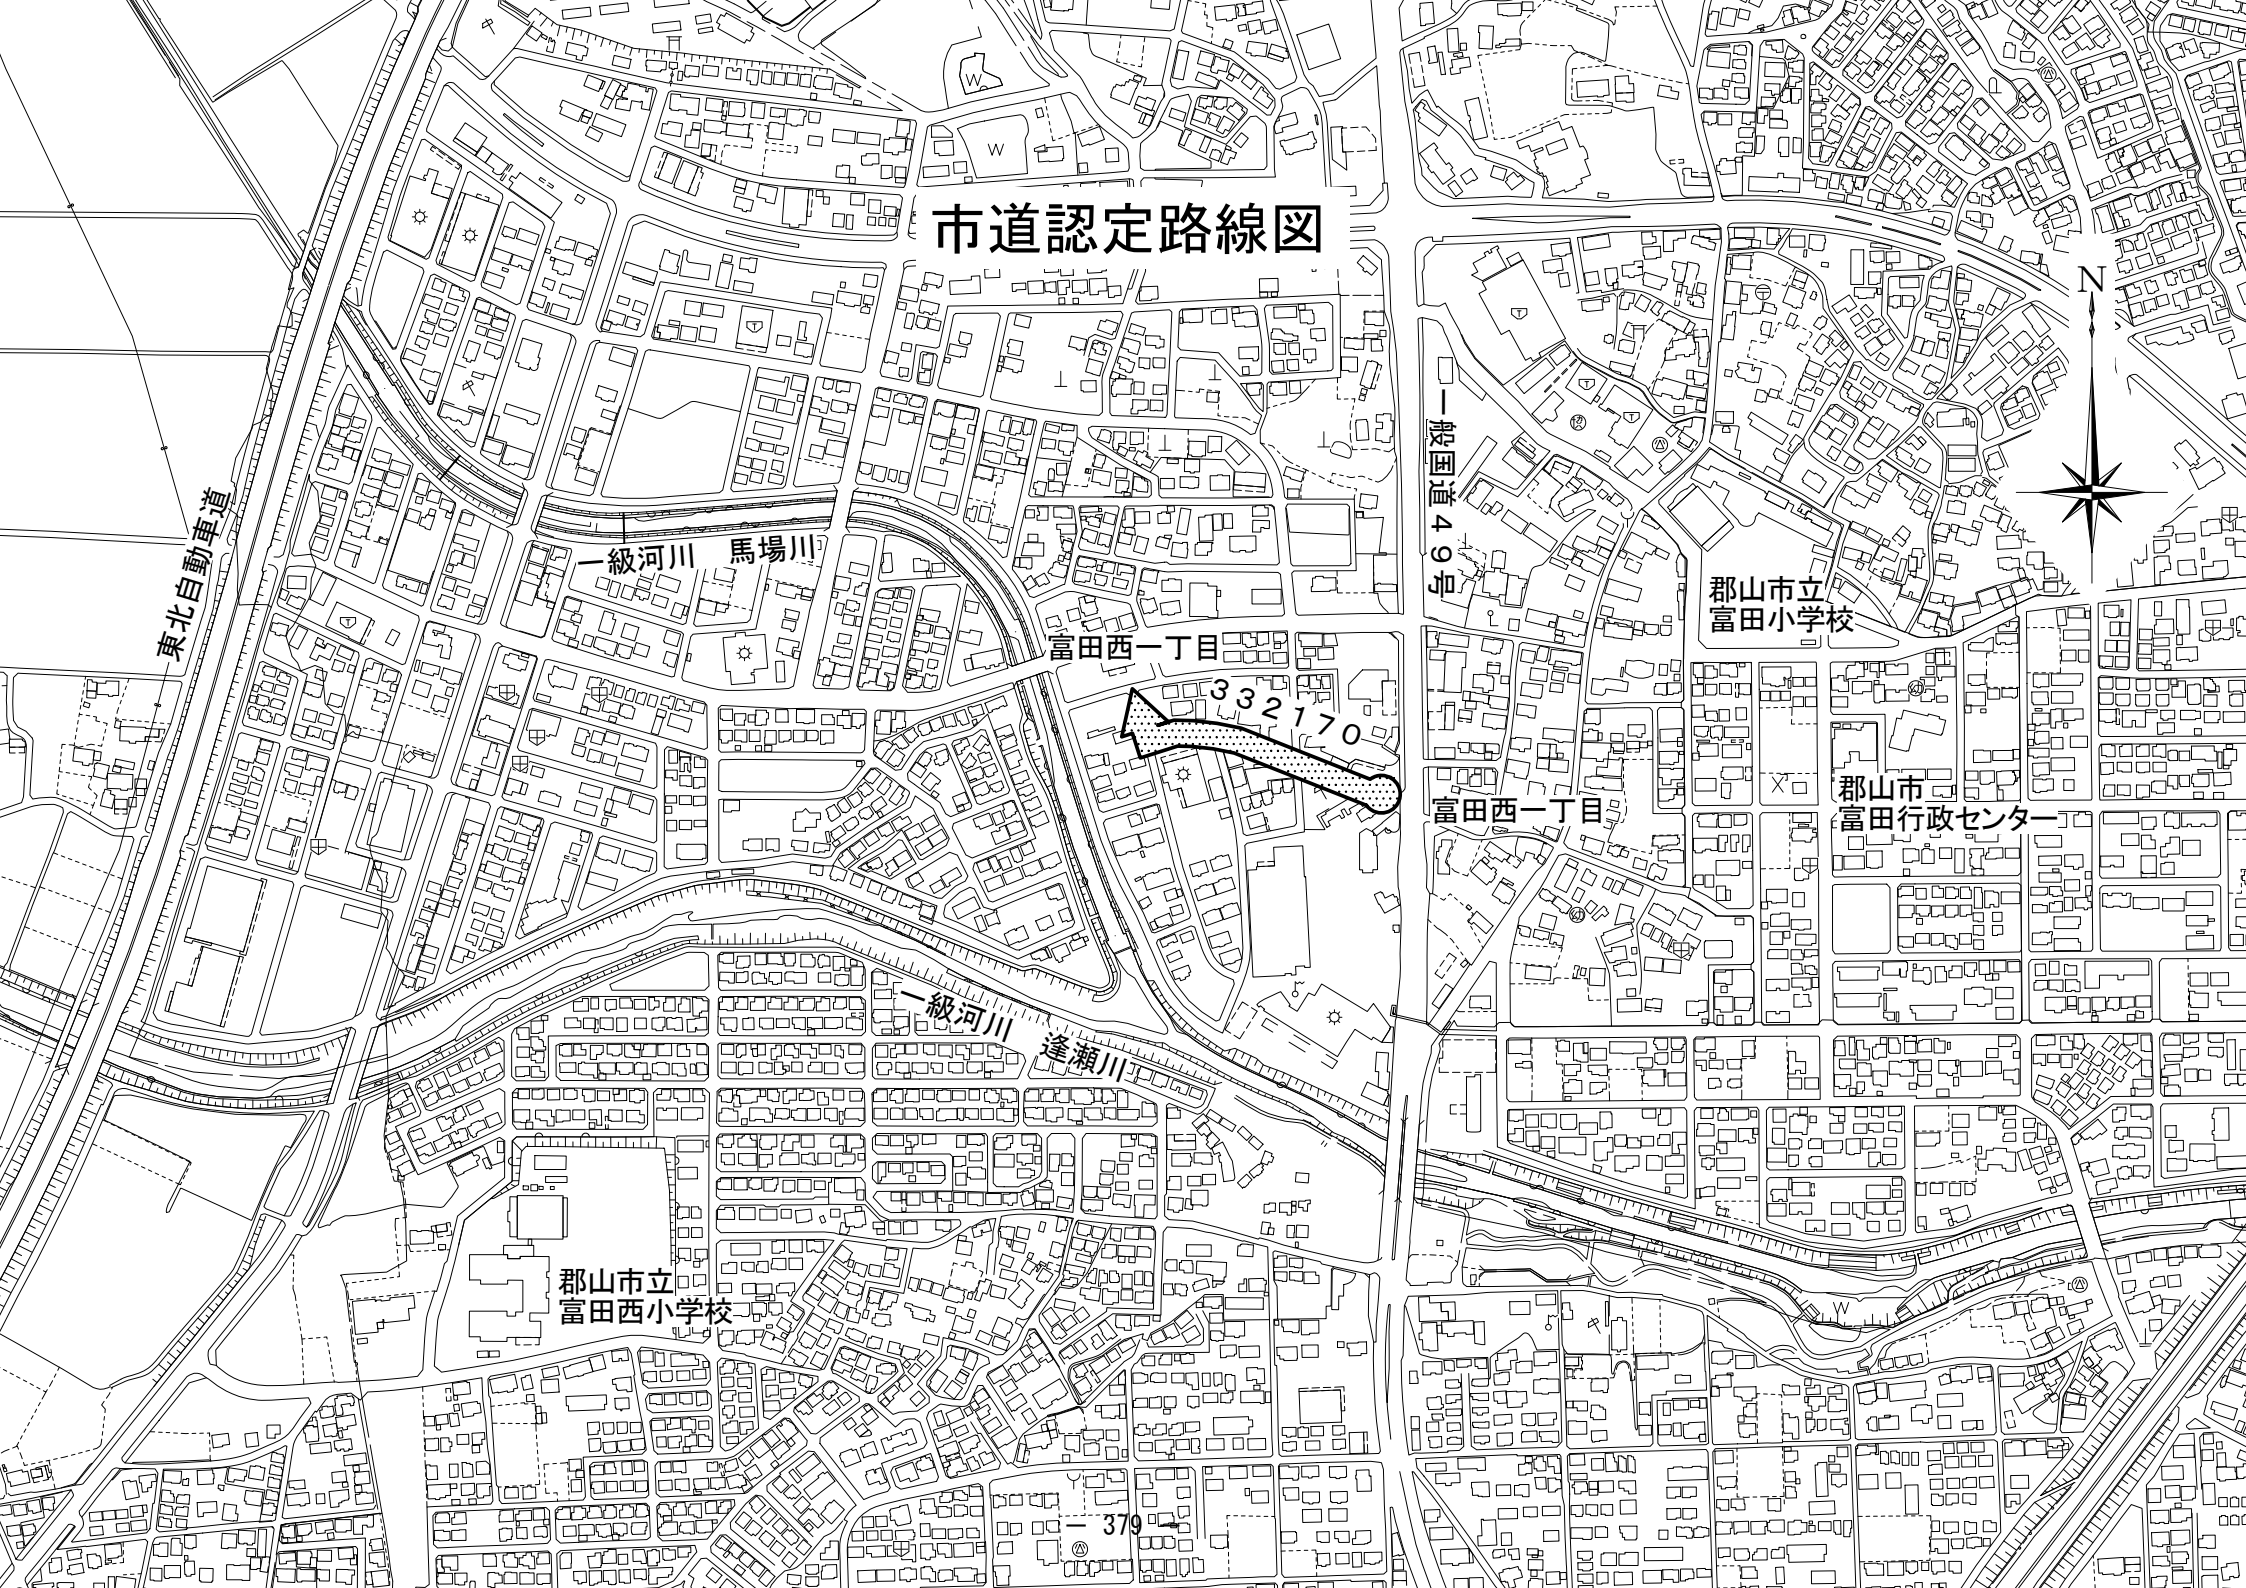 市道認定路線図
N
一般国道49号
東北自動車道
一級河川 馬場川
郡山市立
富田小学校
富田西一丁目
332170
郡山市
富田行政センター
富田西一丁目
一級河川 逢瀬川
郡山市立
富田西小学校
W
W
W
― 379 ―